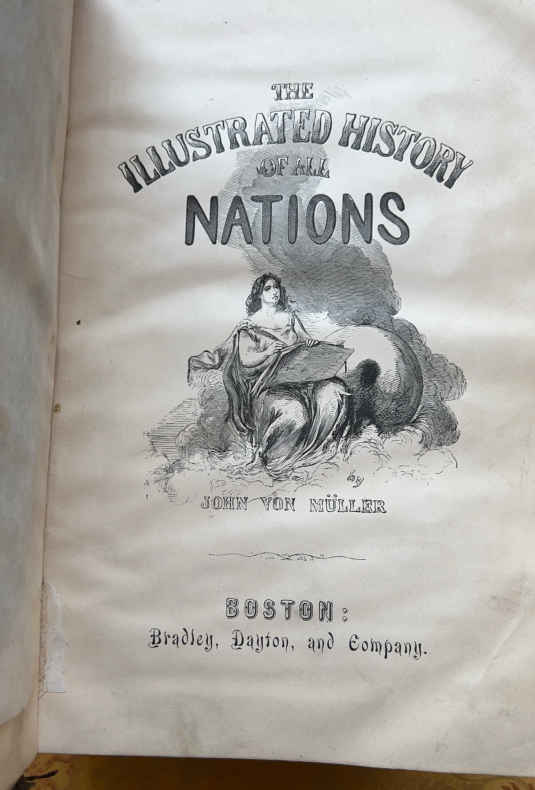 THE
ILLUSTRATED HISTORY
OF ALL
NATIONS
by
JOHN VON MÜLLER
BOSTON:
Bradley, Dayton, and Company.